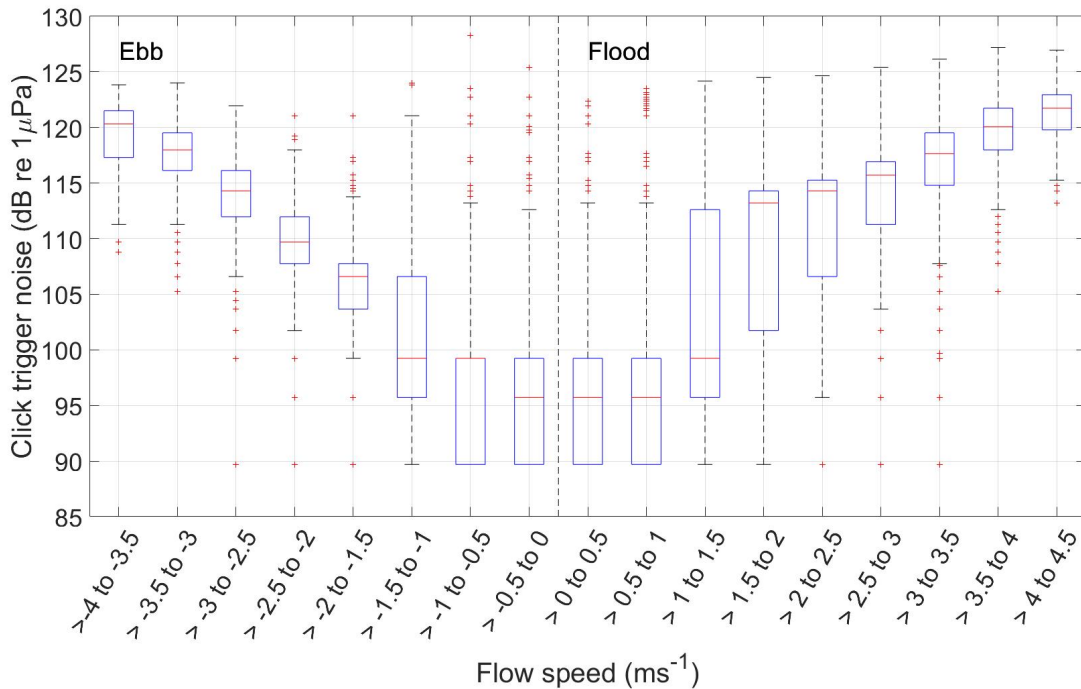 Ebb
Flood
Click trigger noise (dB re 1μPa)
130
125
120
115
110
105
100
95
90
85
>-4 to -3.5
>-3.5 to -3
>-3 to -2.5
>-2.5 to -2
>-2 to -1.5
>-1.5 to -1
> -1 to -0.5
> -0.5 to 0
> 0 to 0.5
> 0.5 to 1
> 1 to 1.5
> 1.5 to 2
> 2 to 2.5
> 2.5 to 3
> 3 to 3.5
> 3.5 to 4
> 4 to 4.5
Flow speed (ms⁻¹)